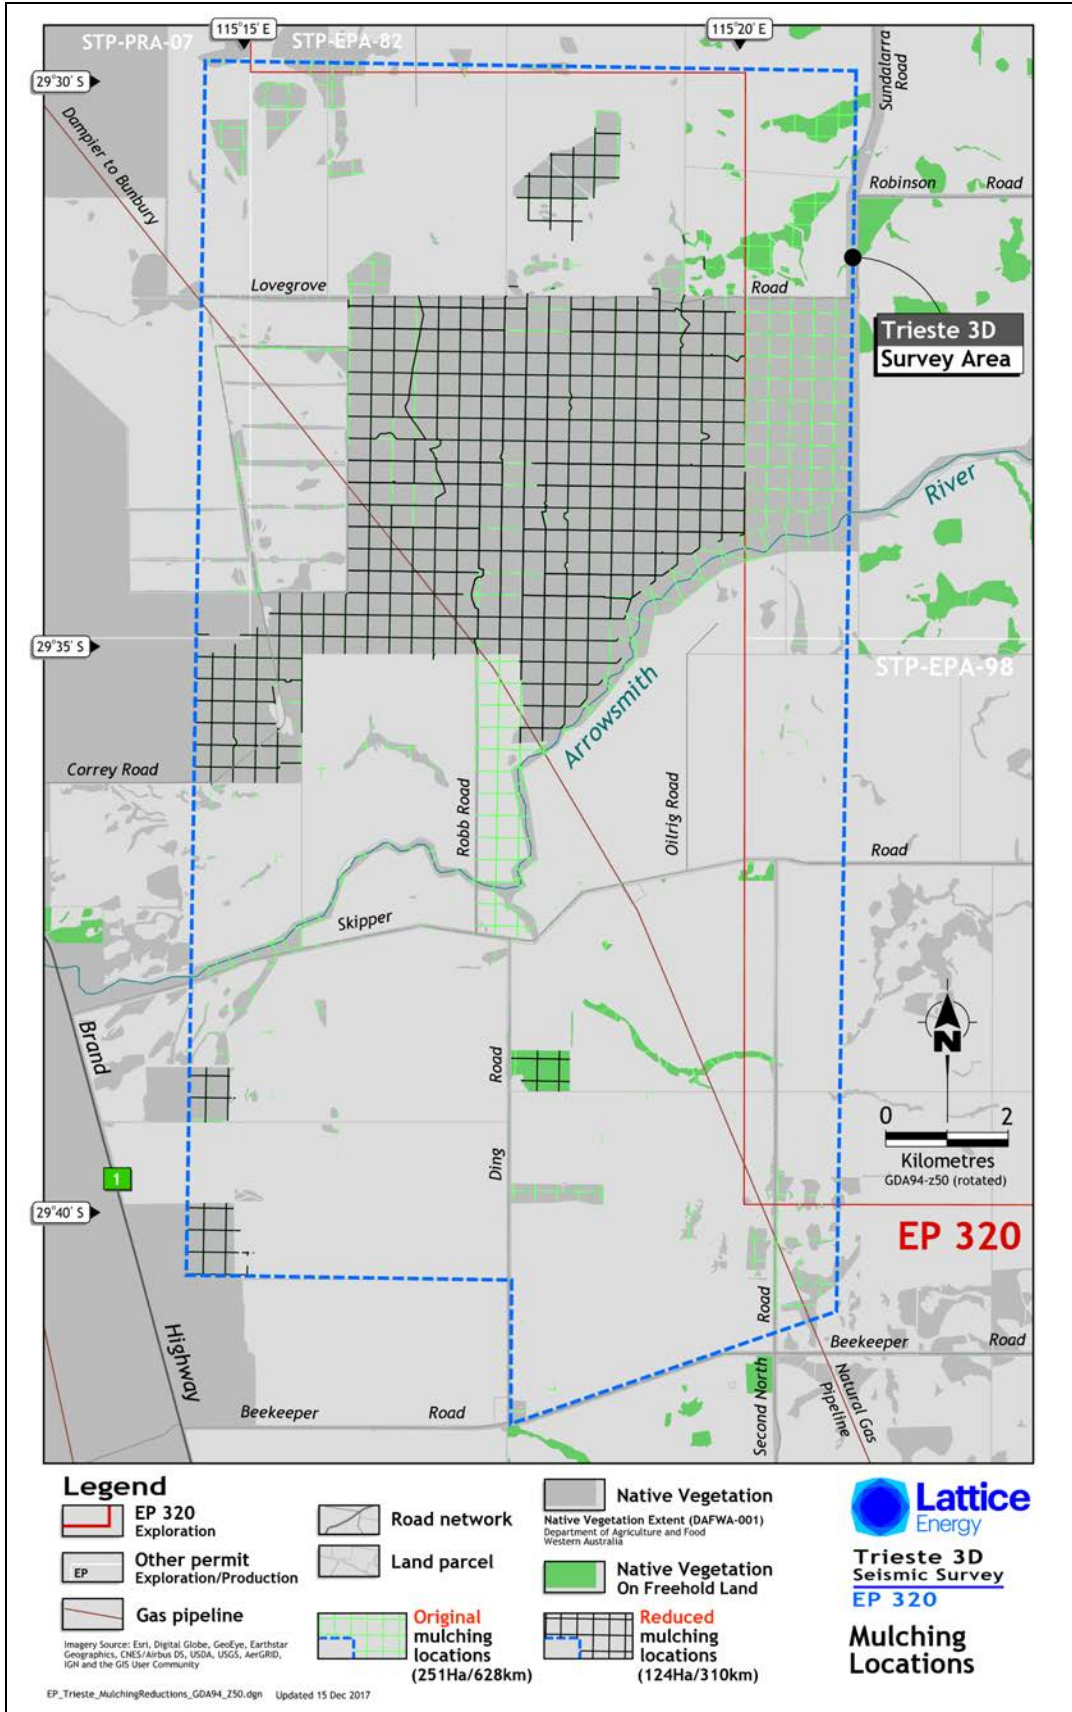 115°15' E
115°20' E
STP-PRA-07
STP-EPA-82
29°30' S
Sundalarra
Road
Dampier to Bunbury
Robinson
Road
Lovegrove
Road
Trieste 3D
Survey Area
River
29°35' S
STP-EPA-98
Arrowsmith
Correy Road
Robb Road
Oilrig Road
Road
Skipper
Brand
Road
N
0
2
Kilometres
GDA94-z50 (rotated)
Ding
1
29°40' S
EP 320
Road
Highway
Beekeper
Road
Second North
Natural Gas
Pipeline
Beekeeper
Road
Legend
EP 320
Exploration
EP
Other permit
Exploration/Production
Gas pipeline
Imagery Source: Esri, Digital Globe, GeoEye, Earthstar
Geographics, CNES/Airbus DS, USDA, USGS, AerGRID,
IGN and the GIS User Community
Road network
Land parcel
Original
mulching
locations
(251Ha/628km)
Native Vegetation
Native Vegetation Extent (DAFWA-001)
Department of Agriculture and Food
Western Australia
Native Vegetation
On Freehold Land
Reduced
mulching
locations
(124Ha/310km)
Lattice
Energy
Trieste 3D
Seismic Survey
EP 320
Mulching
Locations
EP_Trieste_MulchingReductions_GDA94_Z50.dgn Updated 15 Dec 2017